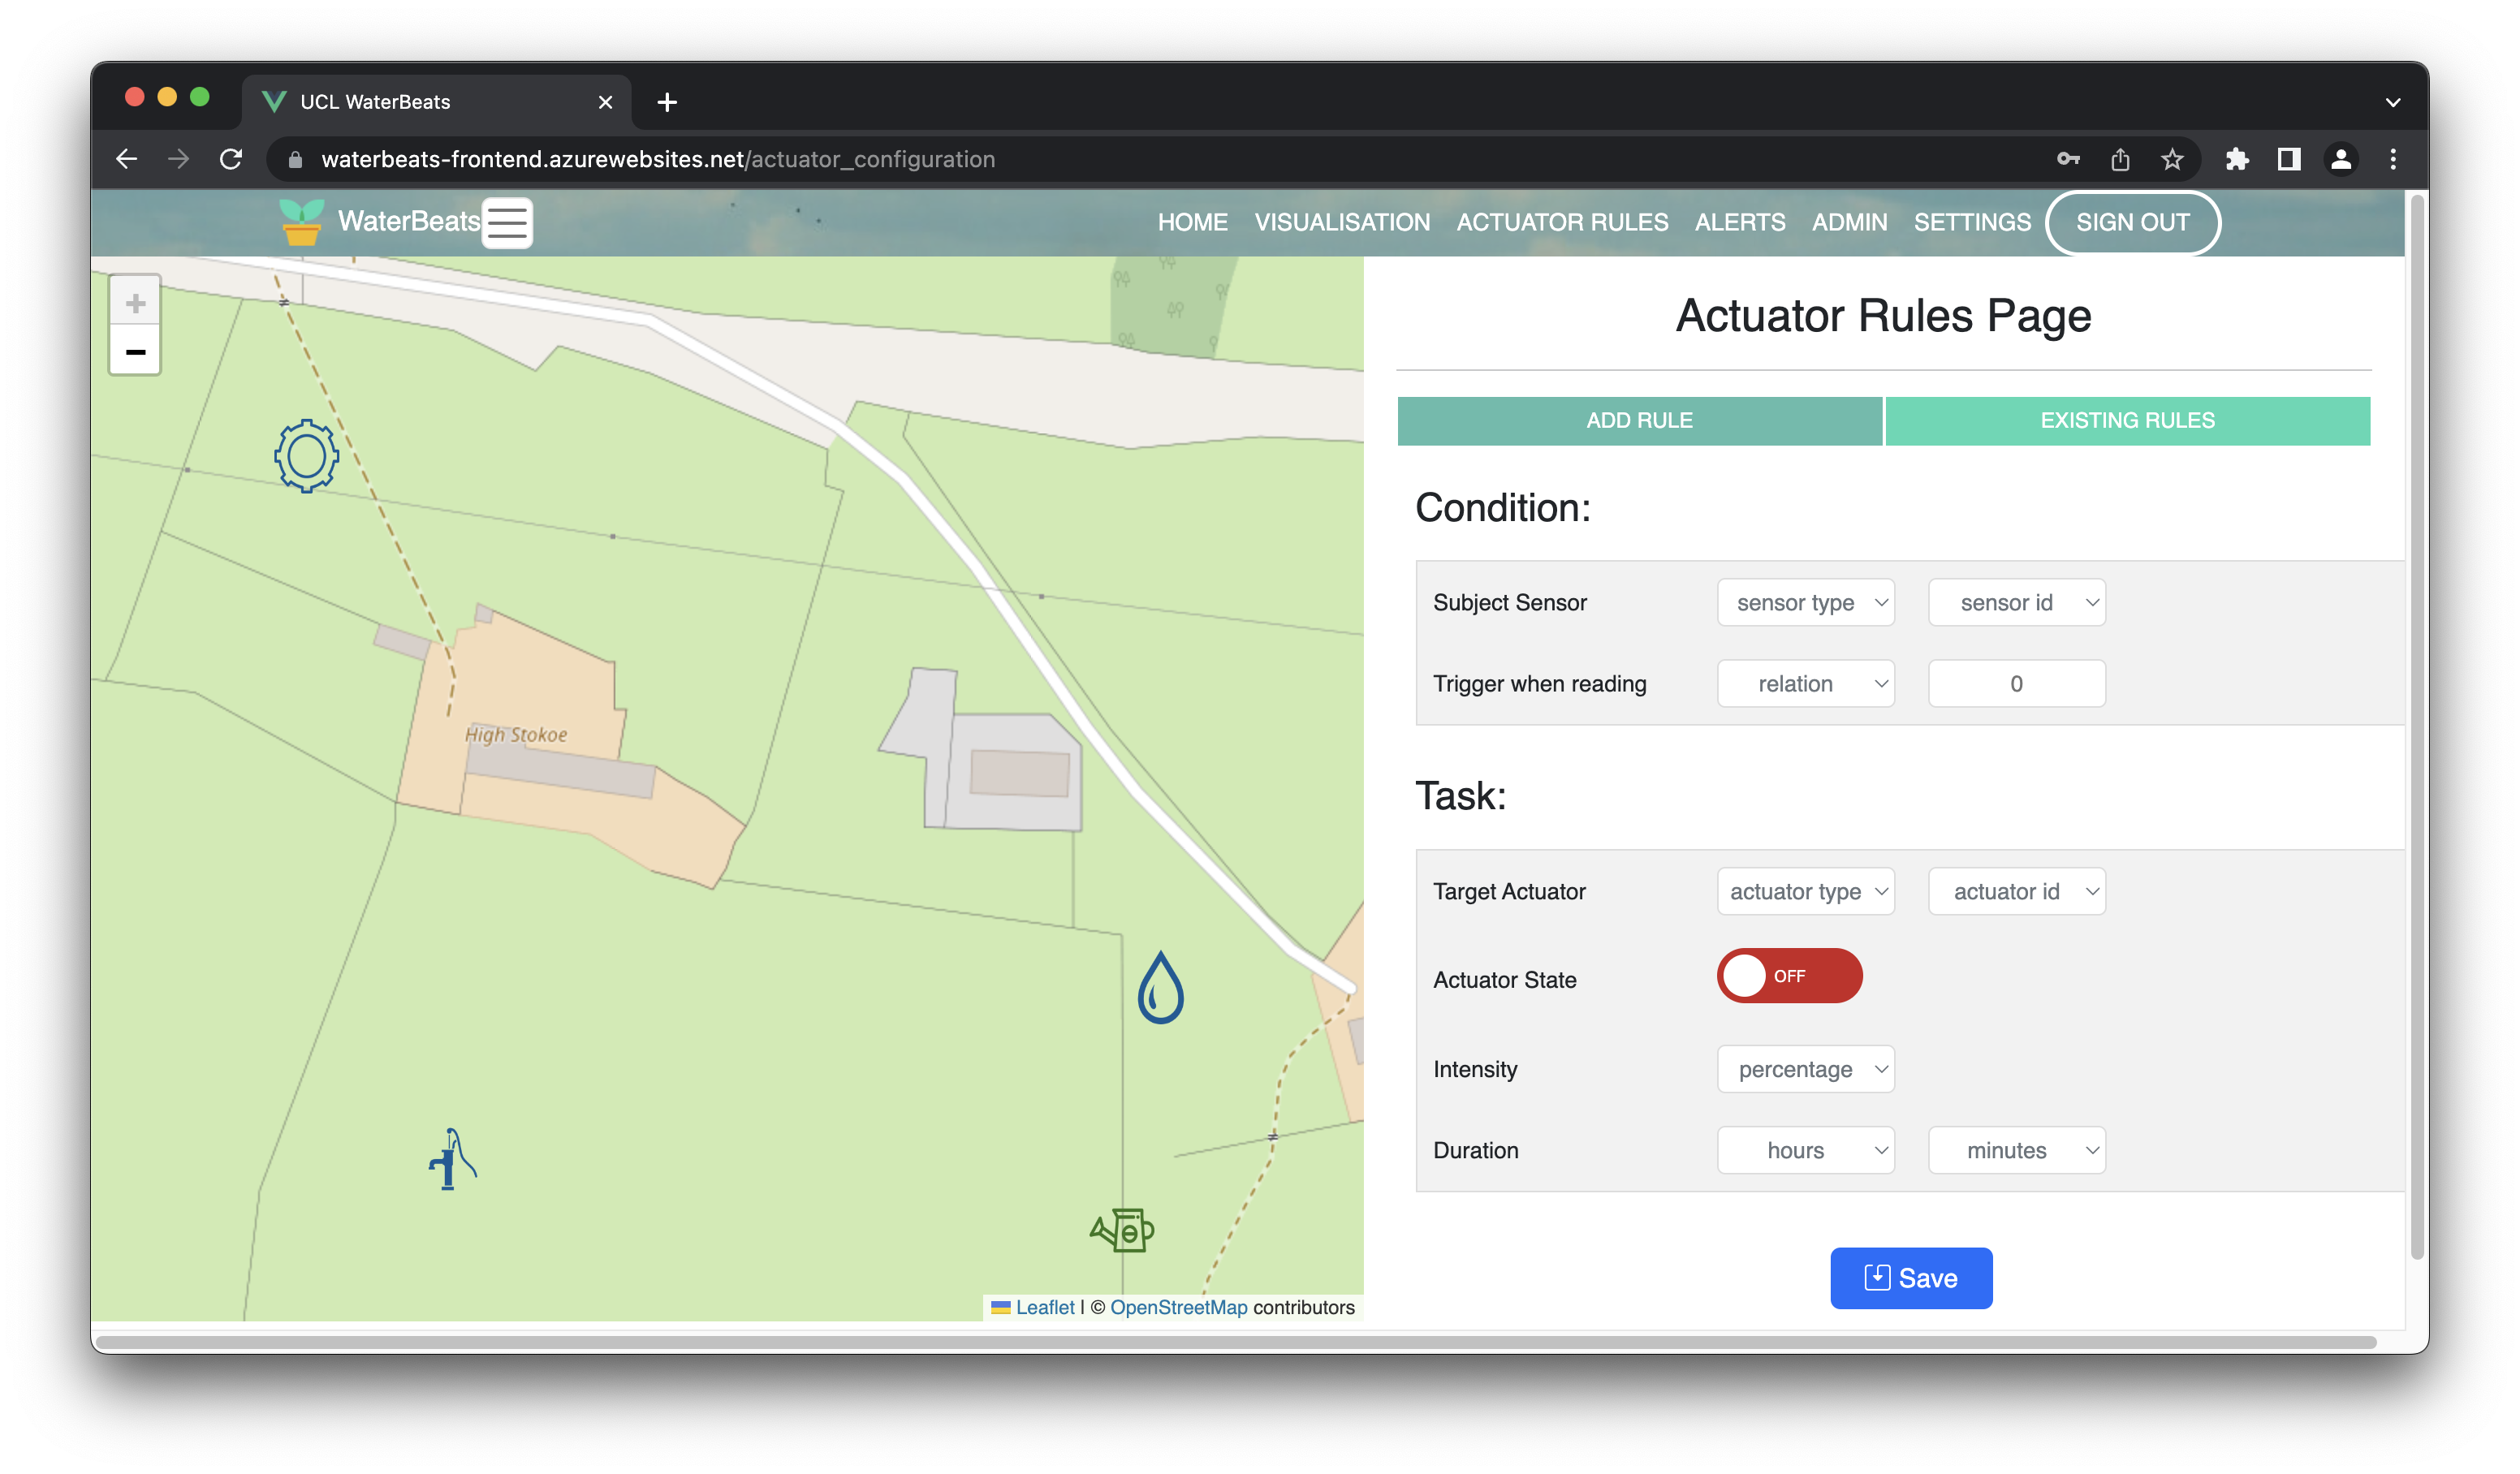 UCL WaterBeats
waterbeats-frontend.azurewebsites.net/actuator_configuration
WaterBeats
HOME VISUALISATION ACTUATOR RULES ALERTS ADMIN SETTINGS SIGN OUT
+
−
High Stokoe
Leaflet | © OpenStreetMap contributors
Actuator Rules Page
ADD RULE EXISTING RULES
Condition:
Subject Sensor sensor type sensor id
Trigger when reading relation 0
Task:
Target Actuator actuator type actuator id
Actuator State OFF
Intensity percentage
Duration hours minutes
Save